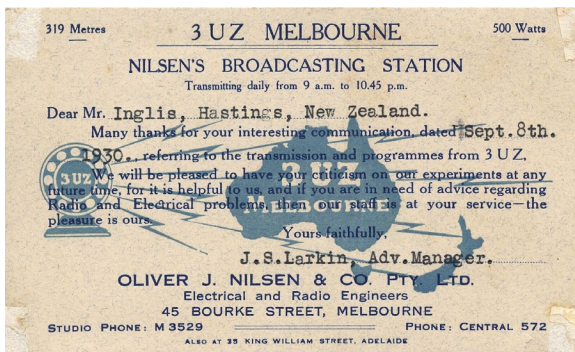 319 Metres 3 UZ MELBOURNE 500 Watts
NILSEN'S BROADCASTING STATION
Transmitting daily from 9 a.m. to 10.45 p.m.
Dear Mr. Inglis, Hastings, New Zealand.
Many thanks for your interesting communication, dated Sept. 8th.
1930., referring to the transmission and programmes from 3 UZ.
We will be pleased to have your criticism on our experiments at any
future time, for it is helpful to us, and if you are in need of advice regarding
Radio and Electrical problems, then our staff is at your service—the
pleasure is ours.
Yours faithfully,
J.S.Larkin, Adv.Manager.
3 UZ
3 UZ
MELBOURNE
OLIVER J. NILSEN & CO. PTY. LTD.
Electrical and Radio Engineers
45 BOURKE STREET, MELBOURNE
STUDIO PHONE: M 3529 PHONE: CENTRAL 572
ALSO AT 35 KING WILLIAM STREET, ADELAIDE